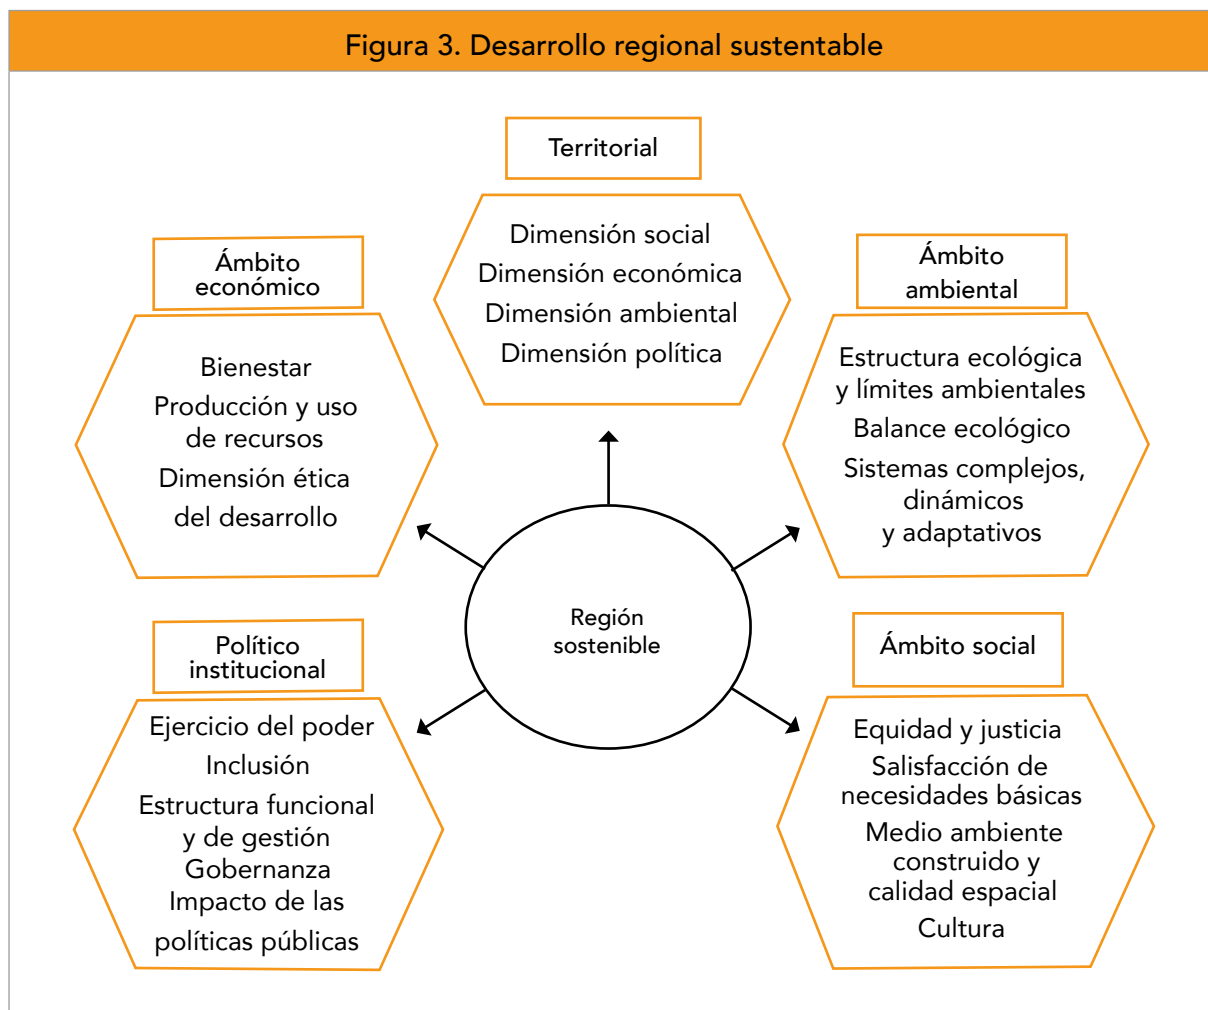 Figura 3. Desarrollo regional sustentable
Territorial
Dimensión social
Dimensión económica
Dimensión ambiental
Dimensión política
Ámbito
económico
Bienestar
Producción y uso
de recursos
Dimensión ética
del desarrollo
Ámbito
ambiental
Estructura ecológica
y límites ambientales
Balance ecológico
Sistemas complejos,
dinámicos
y adaptativos
Región
sostenible
Político
institucional
Ejercicio del poder
Inclusión
Estructura funcional
y de gestión
Gobernanza
Impacto de las
políticas públicas
Ámbito social
Equidad y justicia
Salisfacción de
necesidades básicas
Medio ambiente
construido y
calidad espacial
Cultura